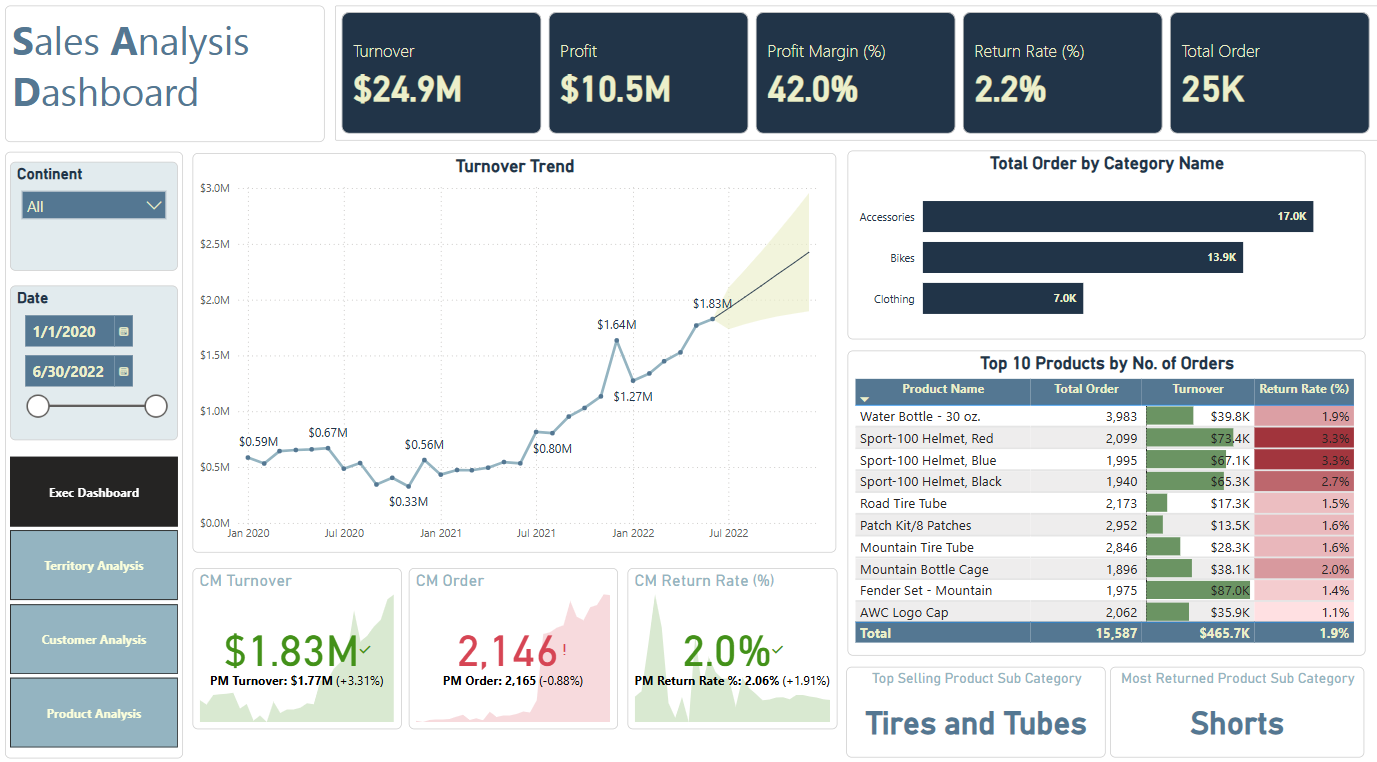 Sales Analysis
Dashboard
Turnover
$24.9M
Profit
$10.5M
Profit Margin (%)
42.0%
Return Rate (%)
2.2%
Total Order
25K
Continent
All
Date
1/1/2020
6/30/2022
Exec Dashboard
Territory Analysis
Customer Analysis
Product Analysis
Turnover Trend
$3.0M
$2.5M
$2.0M
$1.5M
$1.0M
$0.5M
$0.0M
$0.59M
$0.67M
$0.33M
$0.56M
$0.80M
$1.64M
$1.27M
$1.83M
Jan 2020 Jul 2020 Jan 2021 Jul 2021 Jan 2022 Jul 2022
CM Turnover
$1.83M
PM Turnover: $1.77M (+3.31%)
CM Order
2,146!
PM Order: 2,165 (-0.88%)
CM Return Rate (%)
2.0%
PM Return Rate %: 2.06% (+1.91%)
Total Order by Category Name
Accessories 17.0K
Bikes 13.9K
Clothing 7.0K
Top 10 Products by No. of Orders
Product Name Total Order Turnover Return Rate (%)
Water Bottle - 30 oz. 3,983 $39.8K 1.9%
Sport-100 Helmet, Red 2,099 $73.4K 3.3%
Sport-100 Helmet, Blue 1,995 $67.1K 3.3%
Sport-100 Helmet, Black 1,940 $65.3K 2.7%
Road Tire Tube 2,173 $17.3K 1.5%
Patch Kit/8 Patches 2,952 $13.5K 1.6%
Mountain Tire Tube 2,846 $28.3K 1.6%
Mountain Bottle Cage 1,896 $38.1K 2.0%
Fender Set - Mountain 1,975 $87.0K 1.4%
AWC Logo Cap 2,062 $35.9K 1.1%
Total 15,587 $465.7K 1.9%
Top Selling Product Sub Category
Tires and Tubes
Most Returned Product Sub Category
Shorts